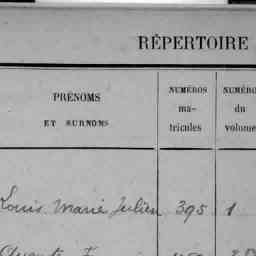 RÉPERTOIRE
PRÉNOMS
ET SURNOMS
NUMÉROS
ma-
tricules
NUMÉRO
du
volume
Louis Marie Julien 395 1